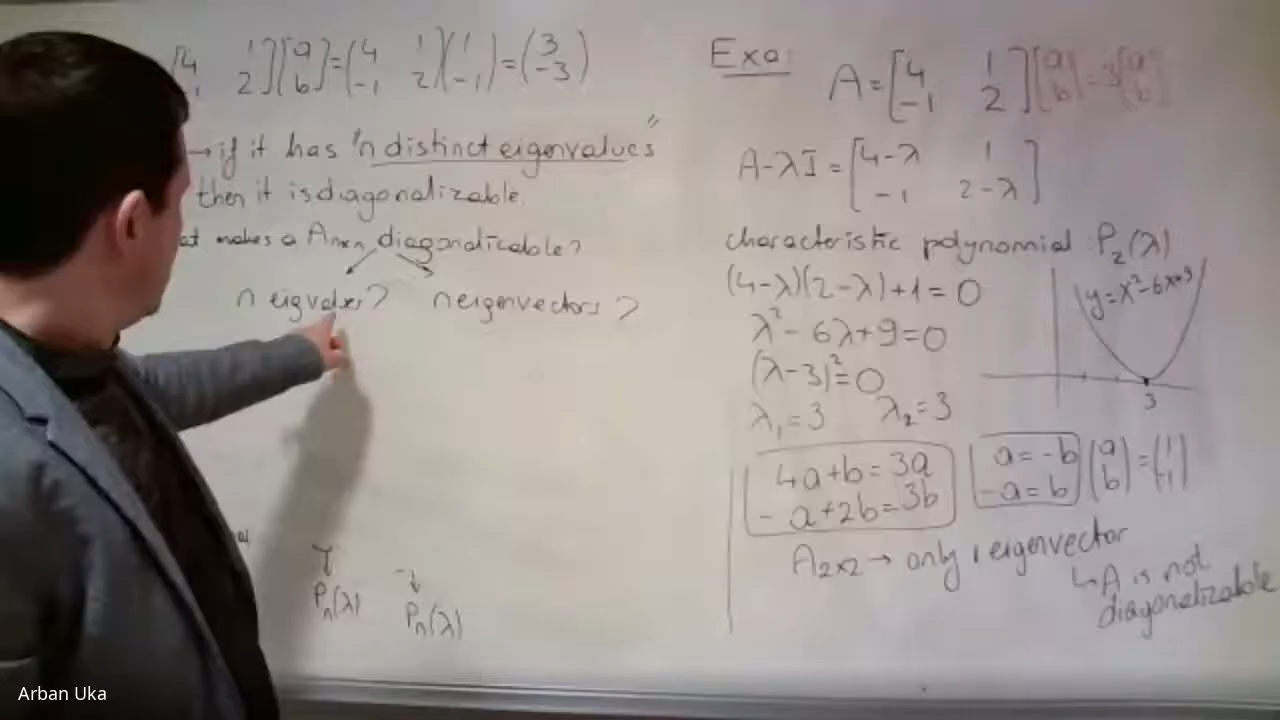 [4 1 2][a b]=(4 1 -1 2)(1 -1)=(3 -3)
→ if it has "n distinct eigenvalues"
then it is diagonalizable.
makes a Anxn diagonalizable?
n eigvalues? n eigenvectors ?
Pn(λ)
Pn(λ)
Exa:
A=[4 1 -1 2][a b]=3[a b]
A-λI=[4-λ 1 -1 2-λ]
characteristic polynomial : P2(λ)
(4-λ)(2-λ)+1=0
λ²-6λ+9=0
(λ-3)²=0
λ1=3 λ2=3
y=x²-6x+9
3
4a+b=3a
-a+2b=3b
a=-b
-a=b
(a b)=(1 -1)
A2x2→ only 1 eigenvector
↳A is not
diagonalizable
Arban Uka